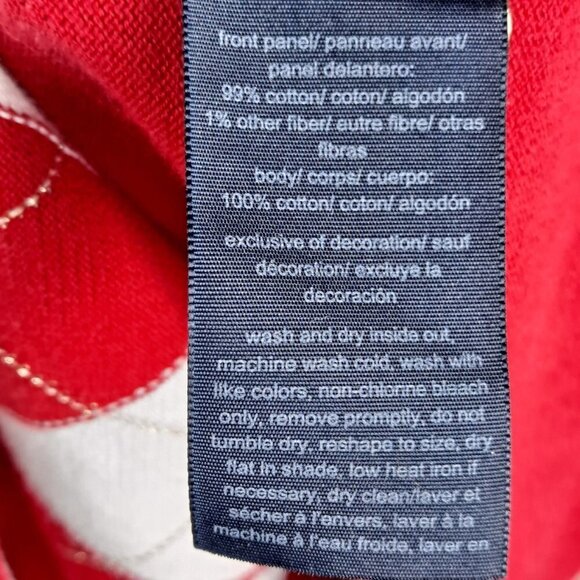 front panel/ panneau avant/
panel delantero:
99% cotton/ coton/ algodón
1% other fiber/ eutre fibre/ otras
fibras
body/ corps/ cuerpo:
100% cotton/ coton/ algodón
exclusive of decoration/ sauf
décoration/ excluye la
decoración
wash and dry inside out,
machine wash cold, wash with
like colors, non-chlorine bleach
only, remove promptly, do not
tumble dry, reshape to size, dry
flat in shade, low heat iron if
necessary, dry clean/laver et
sécher à l'envers, laver à la
machine à l'eau froide, laver en